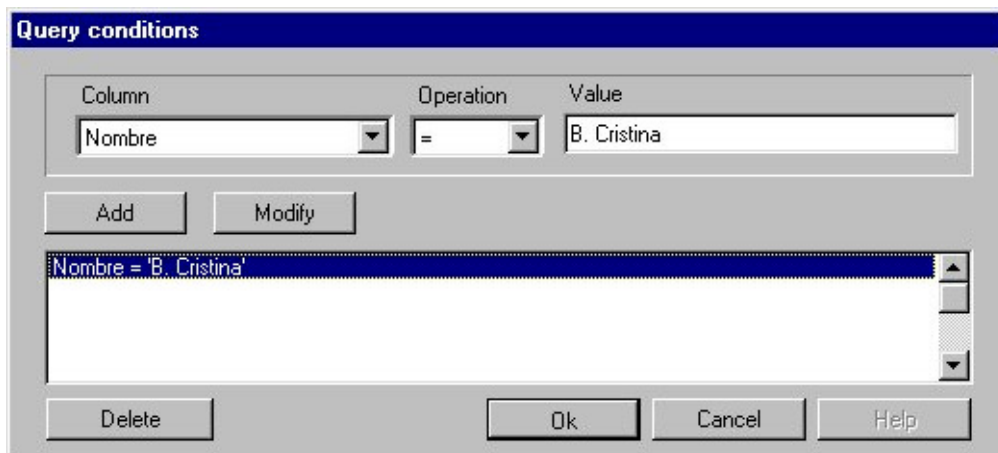 Query conditions
Column Operation Value
Nombre = B. Cristina
Add Modify
Nombre = 'B. Cristina'
Delete Ok Cancel Help